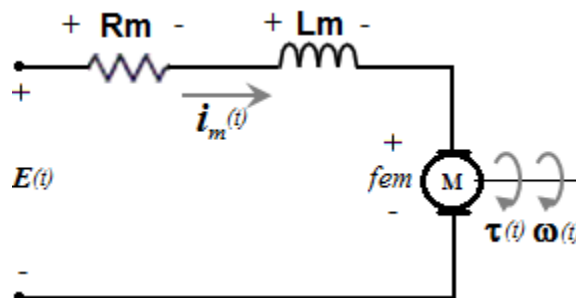 + Rm - + Lm -
+
i_m(t)
+
E(t)
fem
M
-
τ(t) ω(t)
-